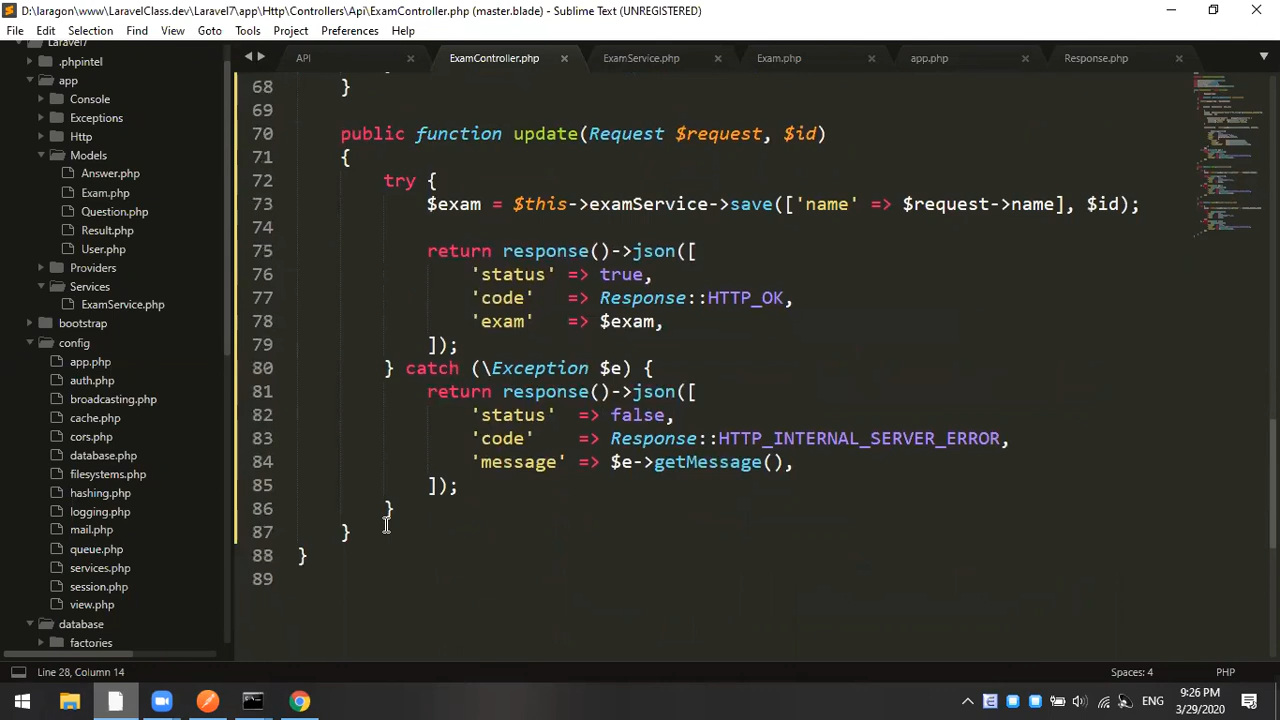 D:\laragon\www\LaravelClass.dev\Laravel7\app\Http\Controllers\Api\ExamController.php (master.blade) - Sublime Text (UNREGISTERED)
File Edit Selection Find View Goto Tools Project Preferences Help
Laravel7
.phpintel
app
Console
Exceptions
Http
Models
Answer.php
Exam.php
Question.php
Result.php
User.php
Providers
Services
ExamService.php
bootstrap
config
app.php
auth.php
broadcasting.php
cache.php
cors.php
database.php
filesystems.php
hashing.php
logging.php
mail.php
queue.php
services.php
session.php
view.php
database
factories
API ExamController.php ExamService.php Exam.php app.php Response.php
68 }
69
70 public function update(Request $request, $id)
71 {
72 try {
73 $exam = $this->examService->save(['name' => $request->name], $id);
74
75 return response()->json([
76 'status' => true,
77 'code' => Response::HTTP_OK,
78 'exam' => $exam,
79 ]);
80 } catch (\Exception $e) {
81 return response()->json([
82 'status' => false,
83 'code' => Response::HTTP_INTERNAL_SERVER_ERROR,
84 'message' => $e->getMessage(),
85 ]);
86 }
87 }
88 }
89
Line 28, Column 14 Spaces: 4 PHP
ENG
9:26 PM
3/29/2020